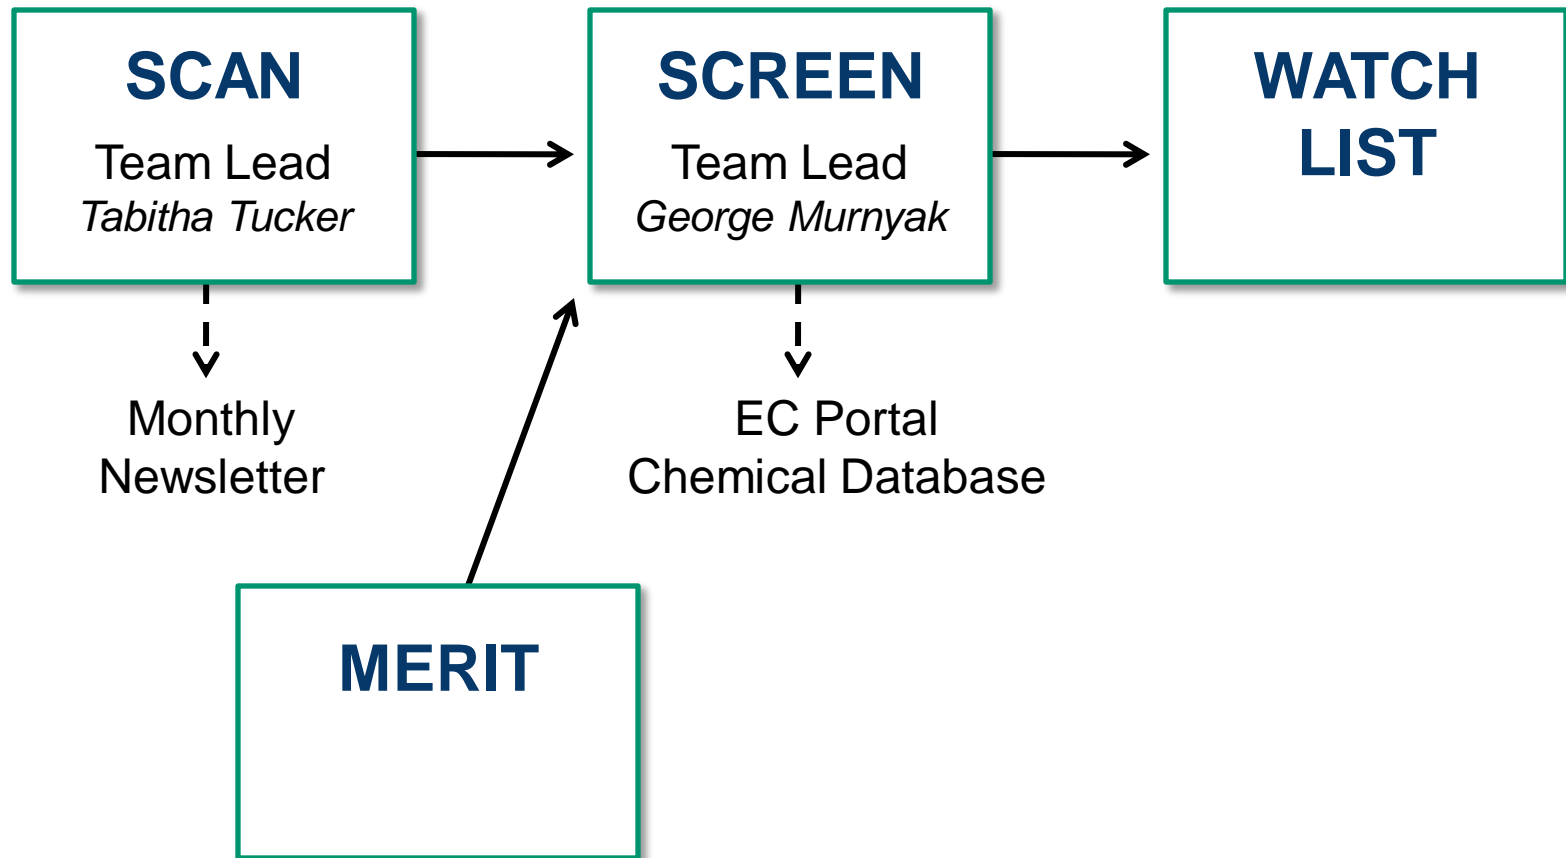 SCAN
Team Lead
Tabitha Tucker
SCREEN
Team Lead
George Murnyak
WATCH
LIST
Monthly
Newsletter
EC Portal
Chemical Database
MERIT